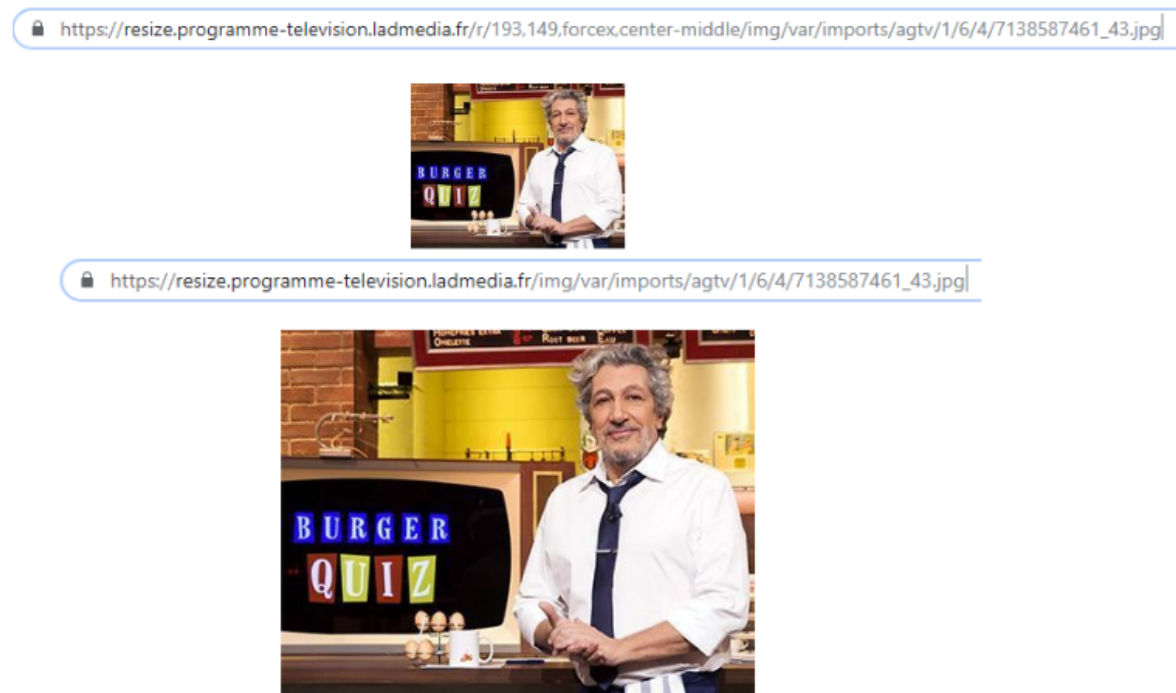 https://resize.programme-television.ladmedia.fr/r/193,149,forcex,center-middle/img/var/imports/agtv/1/6/4/7138587461_43.jpg
BURGER
QUIZ
https://resize.programme-television.ladmedia.fr/img/var/imports/agtv/1/6/4/7138587461_43.jpg
OMELETTE
ROOT BEER EAU
BURGER
QUIZ